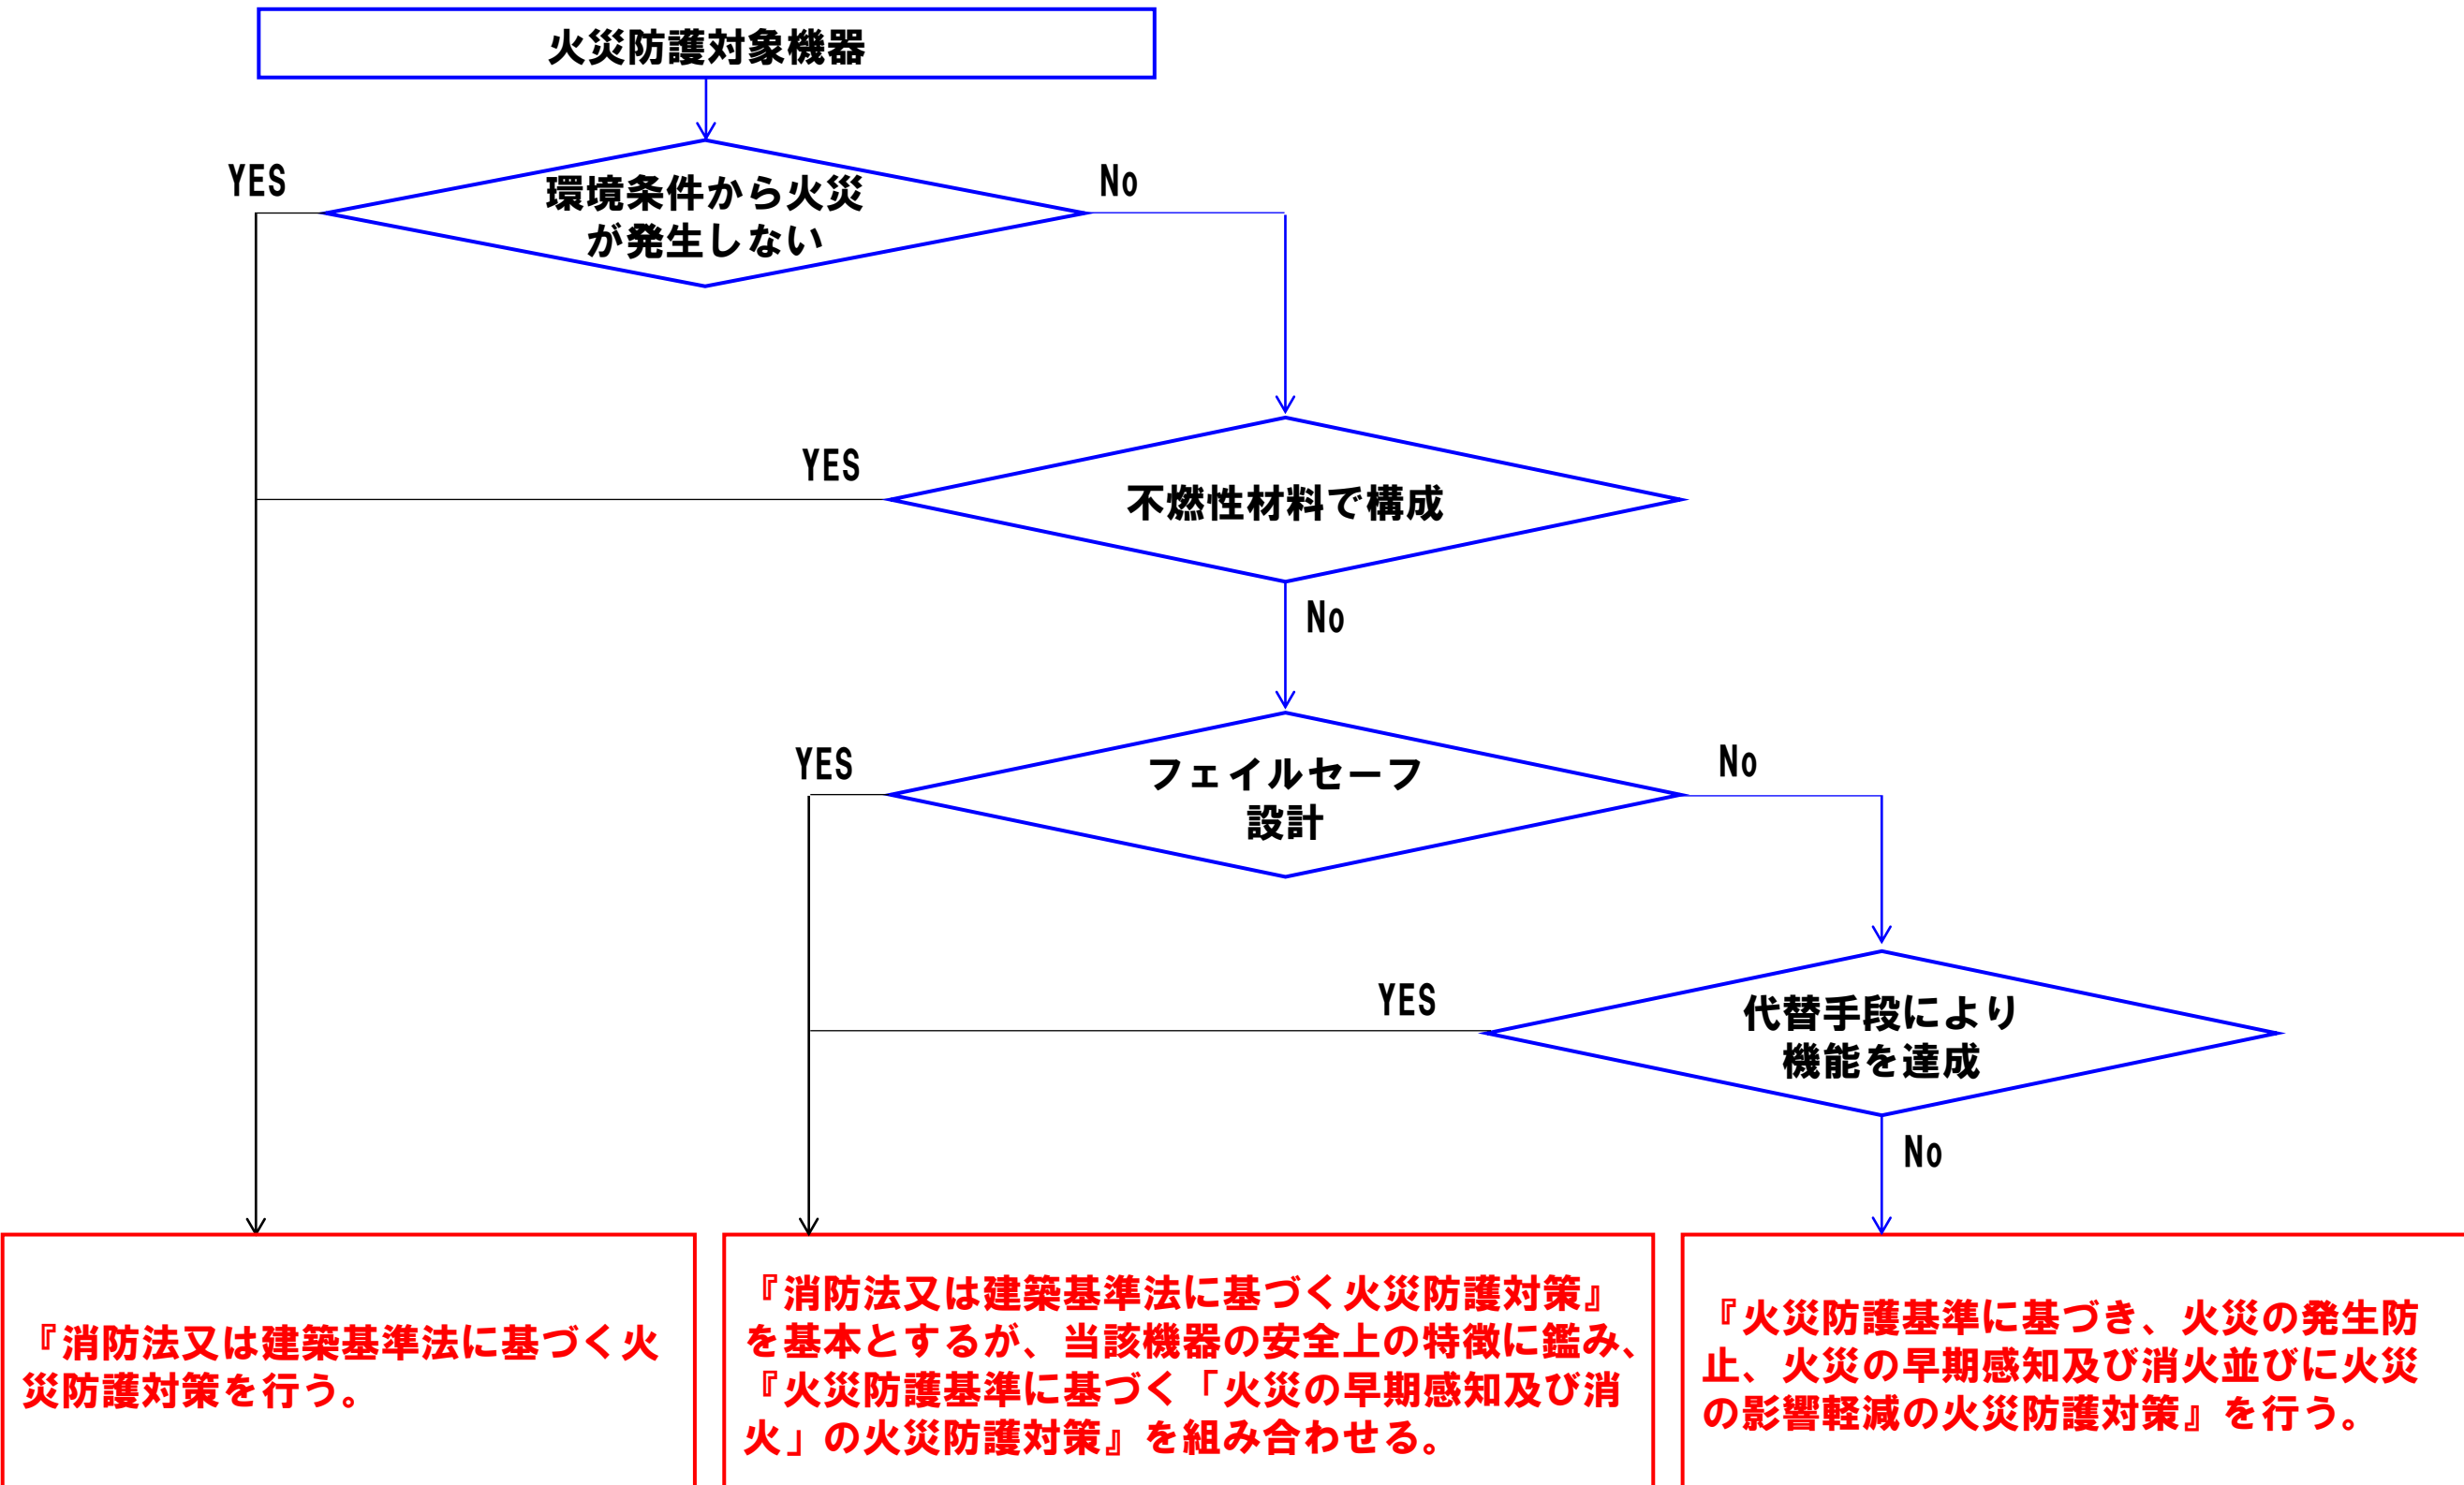 火災防護対象機器
YES
No
環境条件から火災
が発生しない
YES
不燃性材料で構成
No
YES
No
フェイルセーフ
設計
YES
代替手段により
機能を達成
No
『消防法又は建築基準法に基づく火
災防護対策を行う。
『消防法又は建築基準法に基づく火災防護対策』
を基本とするが、当該機器の安全上の特徴に鑑み、
『火災防護基準に基づく「火災の早期感知及び消
火」の火災防護対策』を組み合わせる。
『火災防護基準に基づき、火災の発生防
止、火災の早期感知及び消火並びに火災
の影響軽減の火災防護対策』を行う。